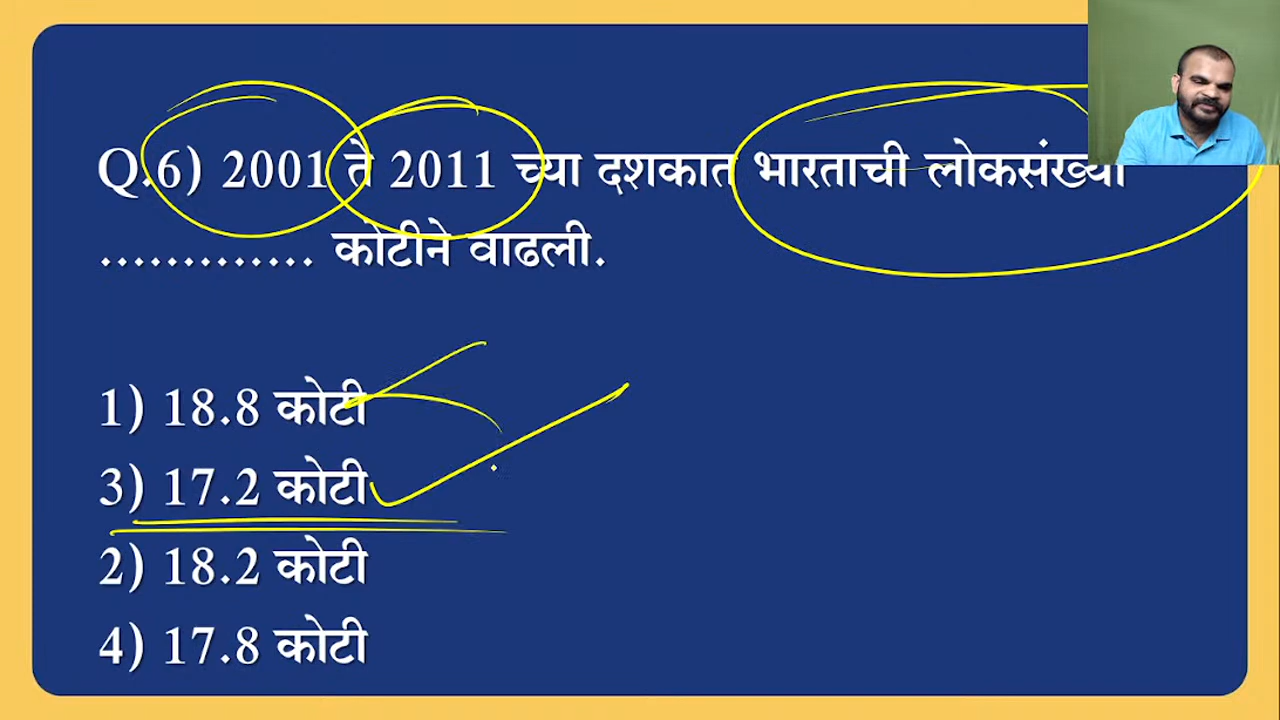 Q.6) 2001 ते 2011 च्या दशकात भारताची लोकसंख्या
............. कोटीने वाढली.
1) 18.8 कोटी
3) 17.2 कोटी
2) 18.2 कोटी
4) 17.8 कोटी